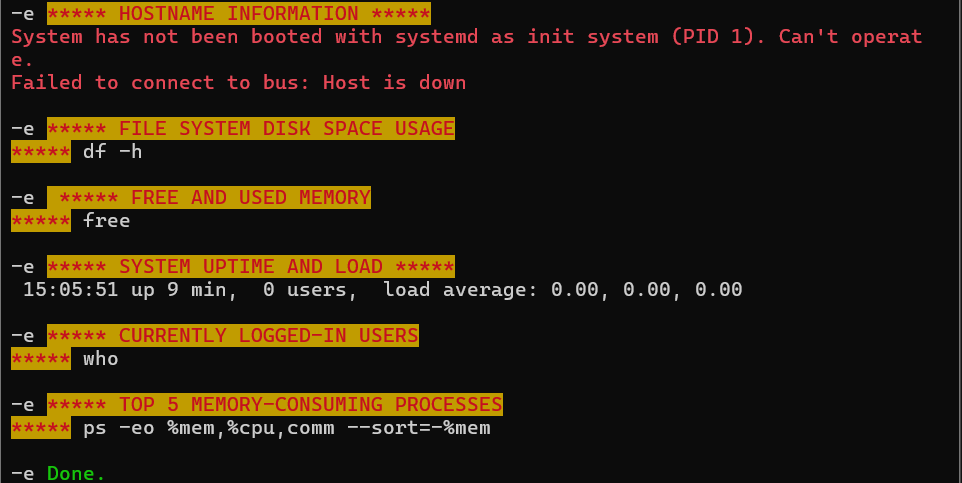 -e ***** HOSTNAME INFORMATION *****
System has not been booted with systemd as init system (PID 1). Can't operat
e.
Failed to connect to bus: Host is down
-e ***** FILE SYSTEM DISK SPACE USAGE
***** df -h
-e  ***** FREE AND USED MEMORY
***** free
-e ***** SYSTEM UPTIME AND LOAD *****
 15:05:51 up 9 min,  0 users,  load average: 0.00, 0.00, 0.00
-e ***** CURRENTLY LOGGED-IN USERS
***** who
-e ***** TOP 5 MEMORY-CONSUMING PROCESSES
***** ps -eo %mem,%cpu,comm --sort=-%mem
-e Done.